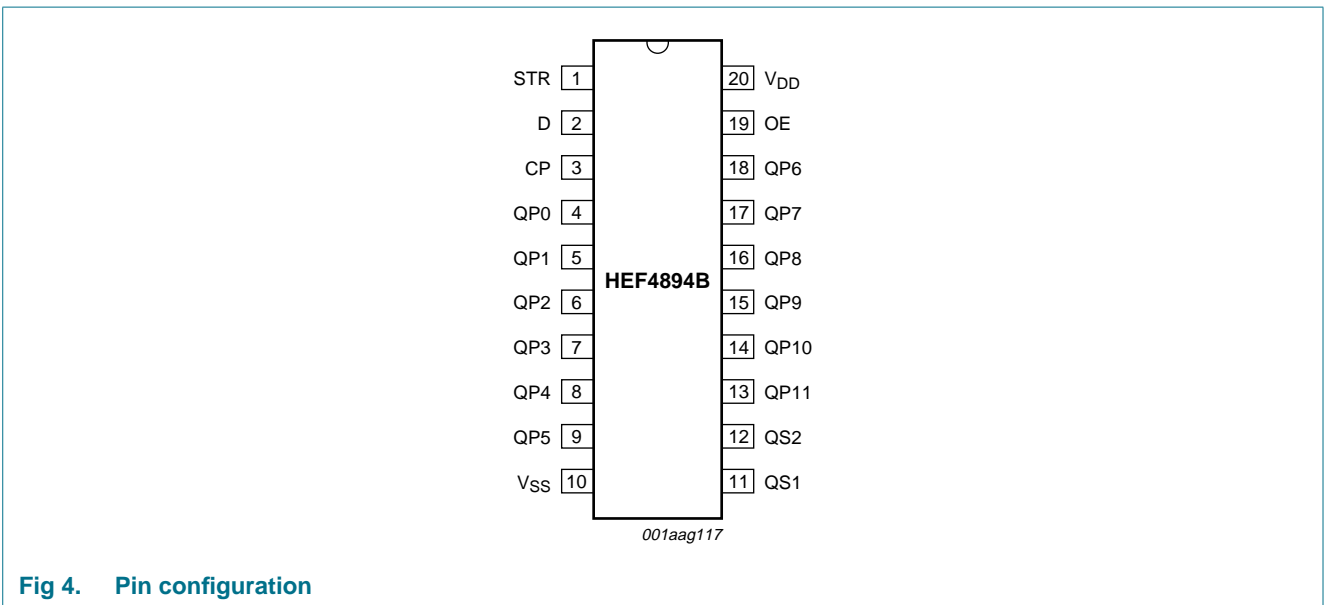 STR 1 20 VDD
D 2 19 OE
CP 3 18 QP6
QP0 4 17 QP7
QP1 5 16 QP8
HEF4894B
QP2 6 15 QP9
QP3 7 14 QP10
QP4 8 13 QP11
QP5 9 12 QS2
VSS 10 11 QS1
001aag117
Fig 4. Pin configuration